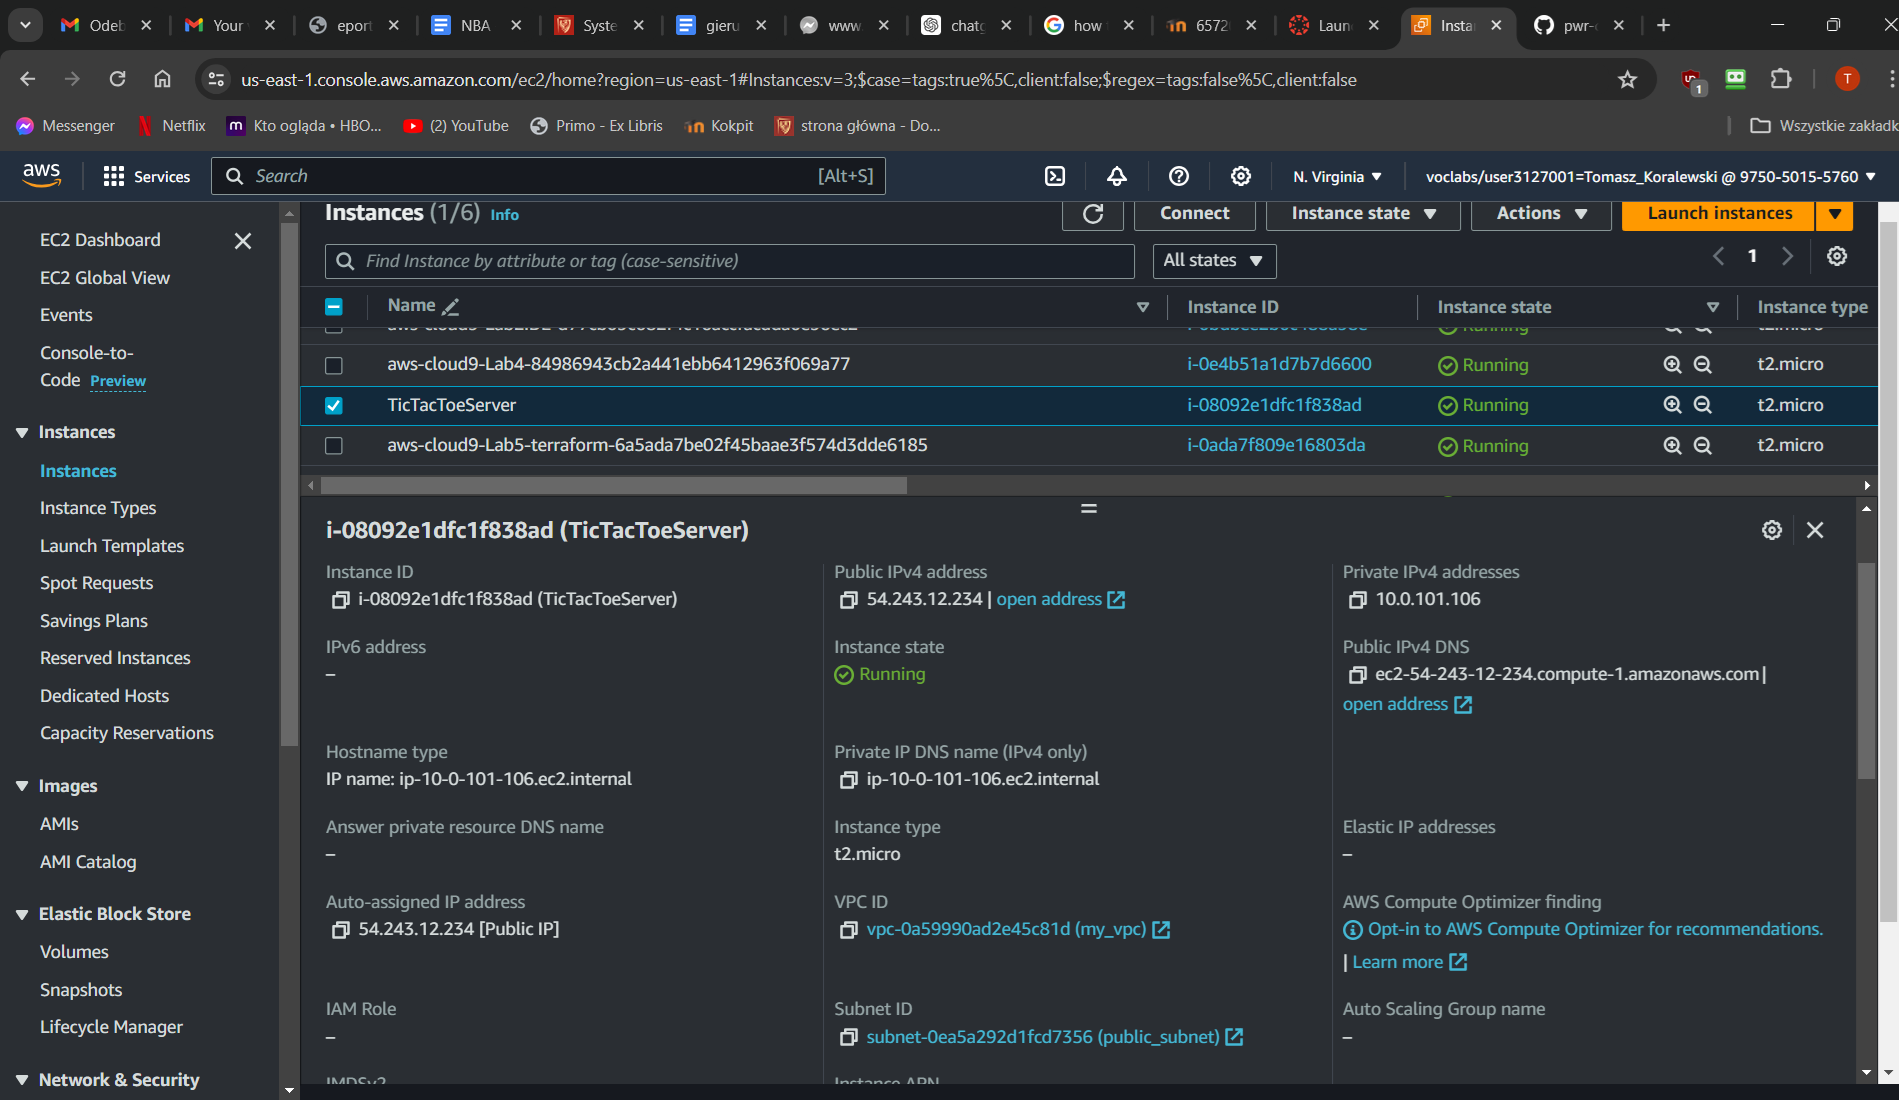 Odeb
Your
eport
NBA
Syste
gieru
www
chatg
how
6572
Laun
Insta
pwr-
us-east-1.console.aws.amazon.com/ec2/home?region=us-east-1#Instances:v=3;$case=tags:true%5C,client:false;$regex=tags:false%5C,client:false
1
T
Messenger
Netflix
Kto ogląda • HBO...
(2) YouTube
Primo - Ex Libris
Kokpit
strona główna - Do...
Wszystkie zakładk
aws
Services
Search
[Alt+S]
N. Virginia
voclabs/user3127001=Tomasz_Koralewski @ 9750-5015-5760
EC2 Dashboard
EC2 Global View
Events
Console-to-
Code Preview
Instances
Instances
Instance Types
Launch Templates
Spot Requests
Savings Plans
Reserved Instances
Dedicated Hosts
Capacity Reservations
Images
AMIs
AMI Catalog
Elastic Block Store
Volumes
Snapshots
Lifecycle Manager
Network & Security
Instances (1/6) Info
Connect
Instance state
Actions
Launch instances
Find Instance by attribute or tag (case-sensitive)
All states
1
Name
Instance ID
Instance state
Instance type
Running
t2.micro
aws-cloud9-Lab4-84986943cb2a441ebb6412963f069a77
i-0e4b51a1d7b7d6600
Running
t2.micro
TicTacToeServer
i-08092e1dfc1f838ad
Running
t2.micro
aws-cloud9-Lab5-terraform-6a5ada7be02f45baae3f574d3dde6185
i-0ada7f809e16803da
Running
t2.micro
i-08092e1dfc1f838ad (TicTacToeServer)
Instance ID
i-08092e1dfc1f838ad (TicTacToeServer)
Public IPv4 address
54.243.12.234 | open address
Private IPv4 addresses
10.0.101.106
IPv6 address
–
Instance state
Running
Public IPv4 DNS
ec2-54-243-12-234.compute-1.amazonaws.com |
open address
Hostname type
IP name: ip-10-0-101-106.ec2.internal
Private IP DNS name (IPv4 only)
ip-10-0-101-106.ec2.internal
Answer private resource DNS name
–
Instance type
t2.micro
Elastic IP addresses
–
Auto-assigned IP address
54.243.12.234 [Public IP]
VPC ID
vpc-0a59990ad2e45c81d (my_vpc)
AWS Compute Optimizer finding
Opt-in to AWS Compute Optimizer for recommendations.
| Learn more
IAM Role
–
Subnet ID
subnet-0ea5a292d1fcd7356 (public_subnet)
Auto Scaling Group name
–
IMDSv2
Instance ARN